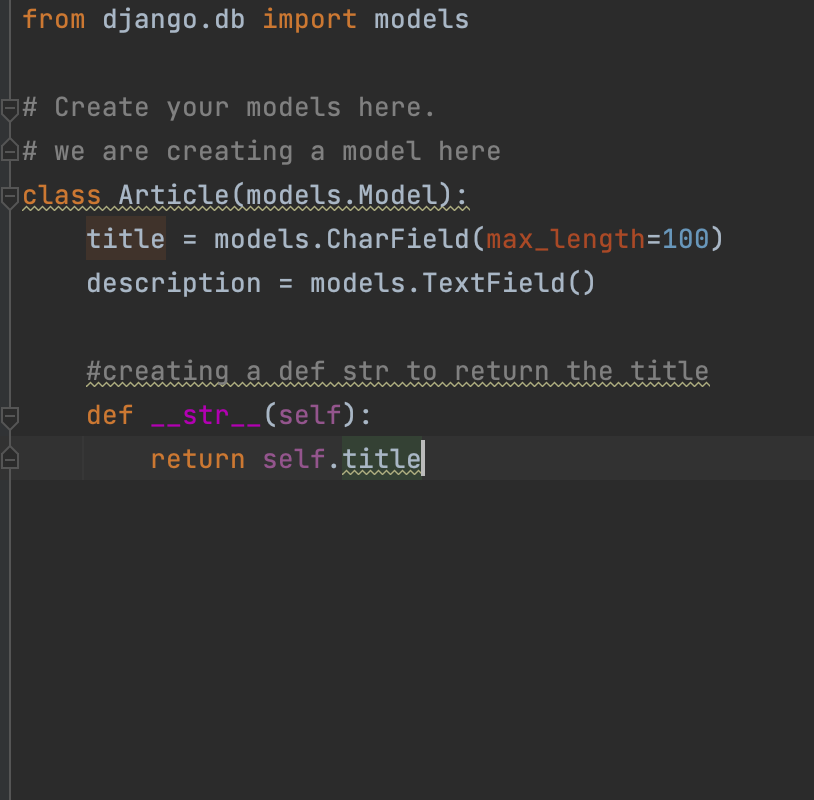 from django.db import models
# Create your models here.
# we are creating a model here
class Article(models.Model):
    title = models.CharField(max_length=100)
    description = models.TextField()
    #creating a def str to return the title
    def __str__(self):
        return self.title